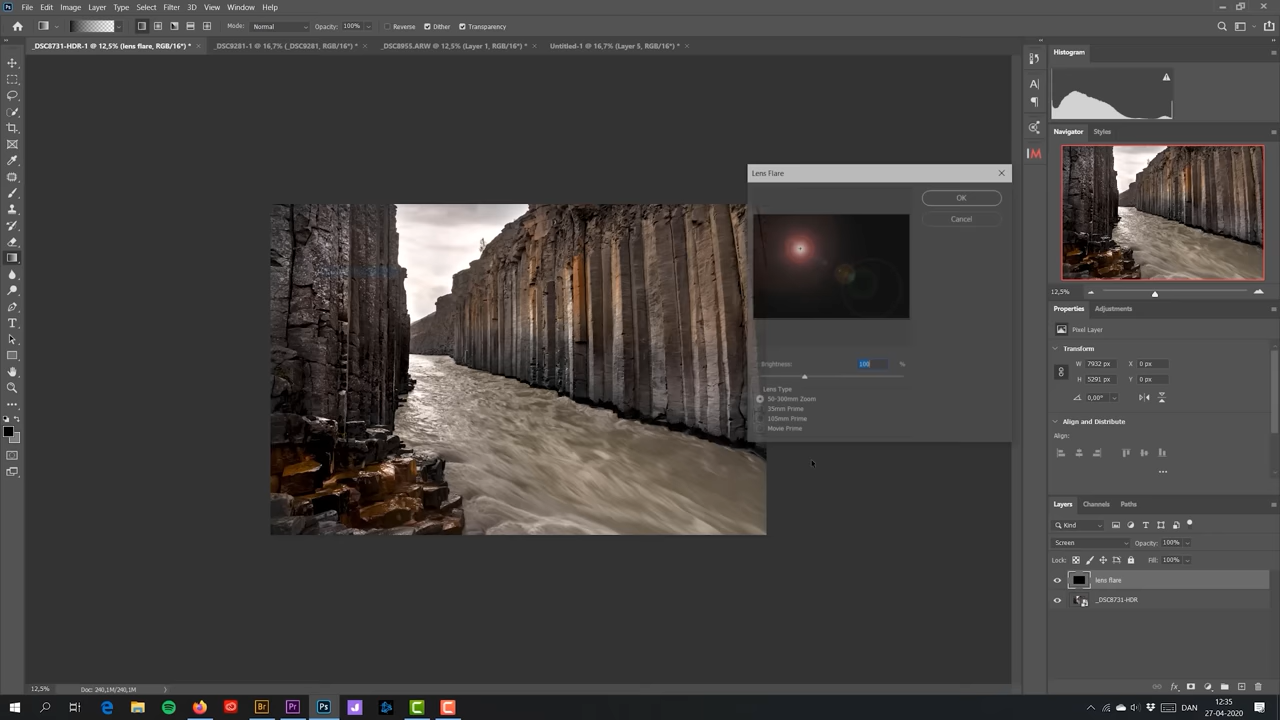 File Edit Image Layer Type Select Filter 3D View Window Help
Mode: Normal Opacity: 100% Reverse Dither Transparency
_DSC8731-HDR-1 @ 12,5% (lens flare, RGB/16*) * × _DSC9281-1 @ 16,7% (_DSC9281, RGB/16*) * × _DSC8955.ARW @ 12,5% (Layer 1, RGB/16*) * × Untitled-1 @ 16,7% (Layer 5, RGB/16*) * ×
Histogram
Navigator Styles
12,5%
Properties Adjustments
Pixel Layer
Transform
W 7932 px X 0 px
H 5291 px Y 0 px
0,00°
Align and Distribute
Align:
Layers Channels Paths
Kind
Screen Opacity: 100%
Lock: Fill: 100%
lens flare
_DSC8731-HDR
Lens Flare
OK
Cancel
Brightness: 100 %
Lens Type
50-300mm Zoom
35mm Prime
105mm Prime
Movie Prime
12,5% Doc: 240,1M/240,1M
Br Pr Ps
DAN
12:35
27-04-2020